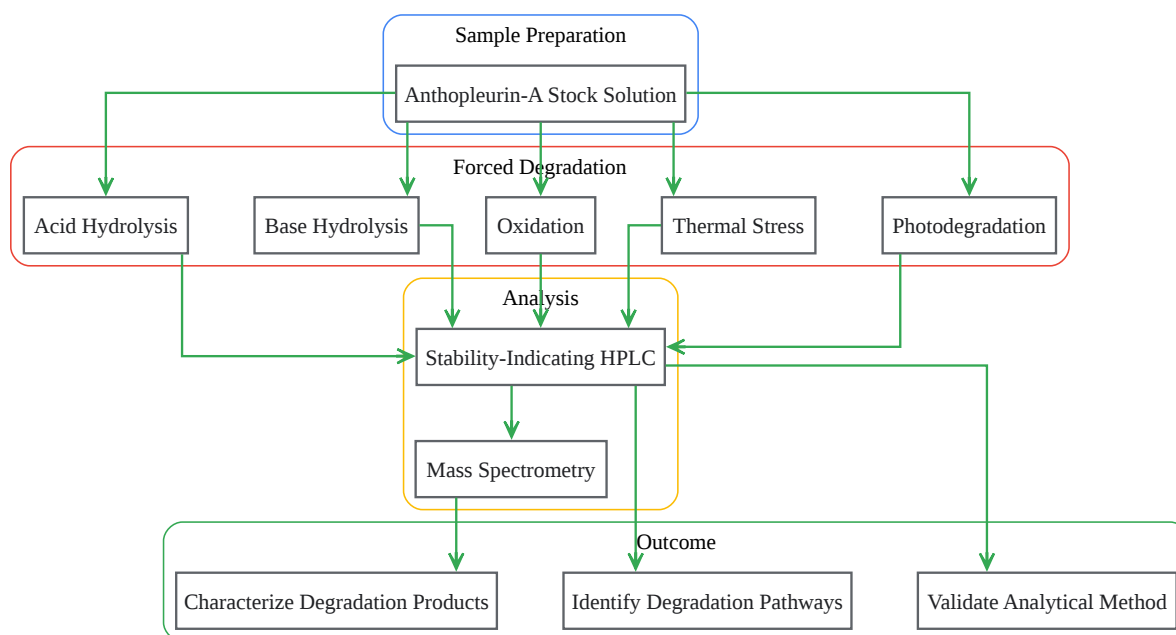 Sample Preparation
Anthopleurin-A Stock Solution
Forced Degradation
Acid Hydrolysis
Base Hydrolysis
Oxidation
Thermal Stress
Photodegradation
Analysis
Stability-Indicating HPLC
Mass Spectrometry
Outcome
Characterize Degradation Products
Identify Degradation Pathways
Validate Analytical Method